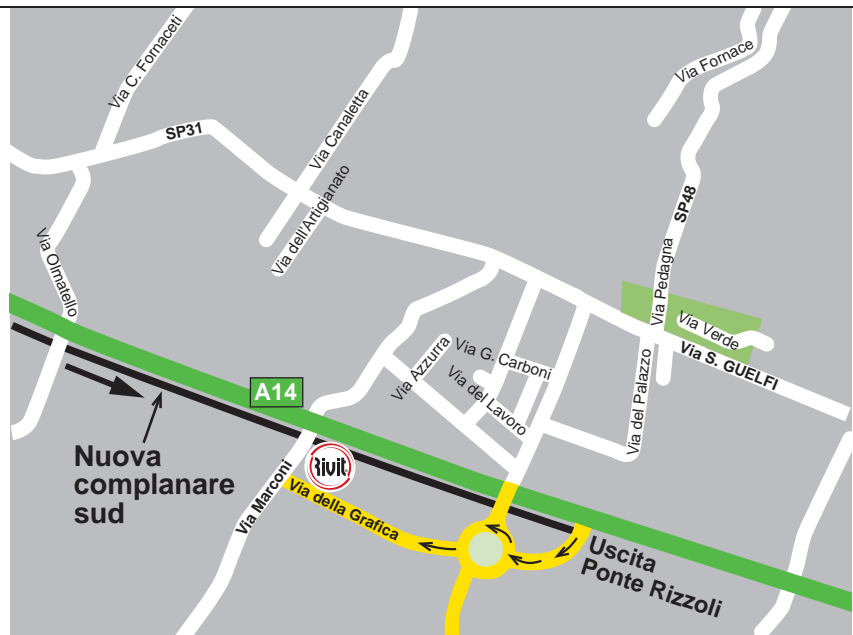 Via C. Fornaceti
Via Fornace
SP31
Via Canaletta
SP48
Via dell'Artigianato
Via Olmatello
Via Pedagna
Via Verde
Via S. GUELFI
Via Azzurra
Via G. Carboni
Via del Lavoro
Via del Palazzo
A14
Nuova
complanare
sud
Rivit
Via Marconi
Via della Grafica
Uscita
Ponte Rizzoli